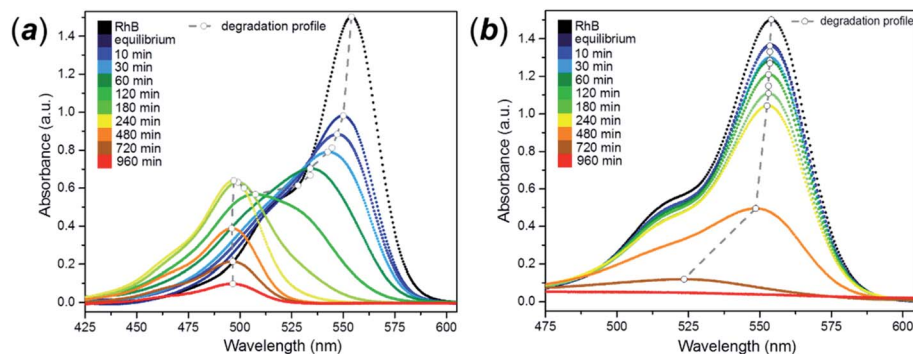 (a)
degradation profile
RhB
equilibrium
10 min
30 min
60 min
120 min
180 min
240 min
480 min
720 min
960 min
Absorbance (a.u.)
1.4
1.2
1.0
0.8
0.6
0.4
0.2
0.0
425 450 475 500 525 550 575 600
Wavelength (nm)
(b)
degradation profile
RhB
equilibrium
10 min
30 min
60 min
120 min
180 min
240 min
480 min
720 min
960 min
Absorbance (a.u.)
1.4
1.2
1.0
0.8
0.6
0.4
0.2
0.0
475 500 525 550 575 600
Wavelength (nm)